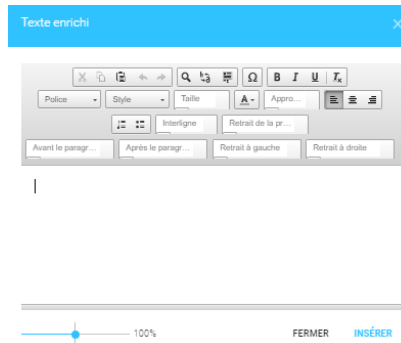 Texte enrichi
Ω B I U Tx
Police Style Taille A Appro...
Interligne Retrait de la pr...
Avant le paragr... Après le paragr... Retrait à gauche Retrait à droite
100% FERMER INSÉRER